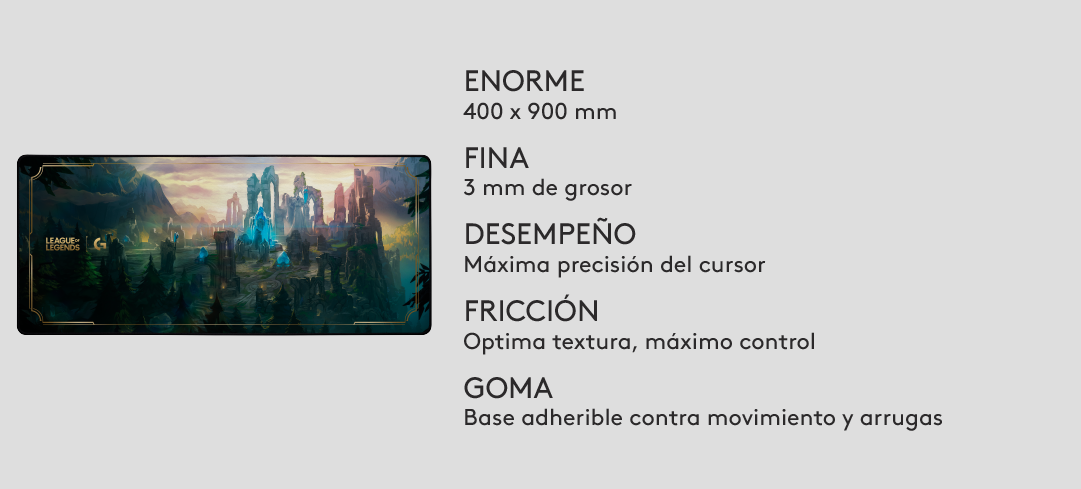 ENORME
400 x 900 mm
FINA
3 mm de grosor
DESEMPEÑO
Máxima precisión del cursor
LEAGUE OF
LEGENDS
G
FRICCIÓN
Optima textura, máximo control
GOMA
Base adherible contra movimiento y arrugas